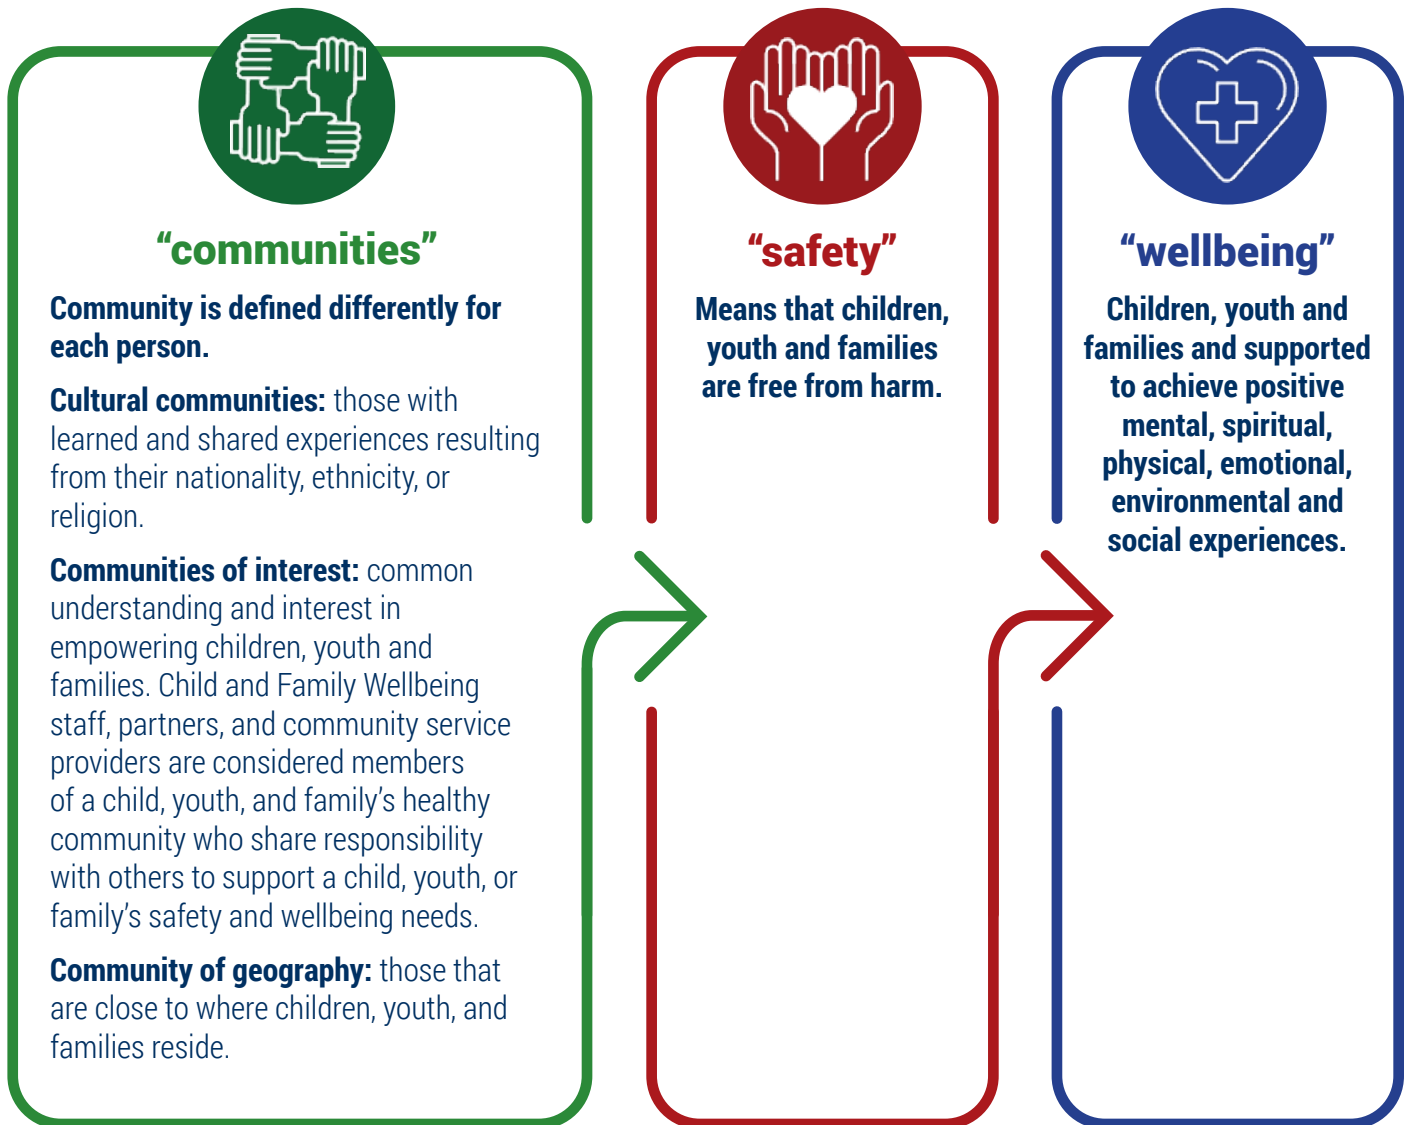 “communities”
Community is defined differently for
each person.
Cultural communities: those with
learned and shared experiences resulting
from their nationality, ethnicity, or
religion.
Communities of interest: common
understanding and interest in
empowering children, youth and
families. Child and Family Wellbeing
staff, partners, and community service
providers are considered members
of a child, youth, and family’s healthy
community who share responsibility
with others to support a child, youth, or
family’s safety and wellbeing needs.
Community of geography: those that
are close to where children, youth, and
families reside.
“safety”
Means that children,
youth and families
are free from harm.
“wellbeing”
Children, youth and
families and supported
to achieve positive
mental, spiritual,
physical, emotional,
environmental and
social experiences.